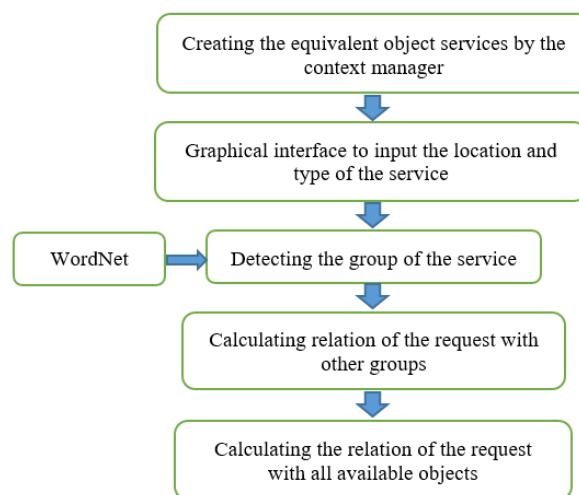 Creating the equivalent object services by the
context manager
Graphical interface to input the location and
type of the service
WordNet
Detecting the group of the service
Calculating relation of the request with
other groups
Calculating the relation of the request
with all available objects